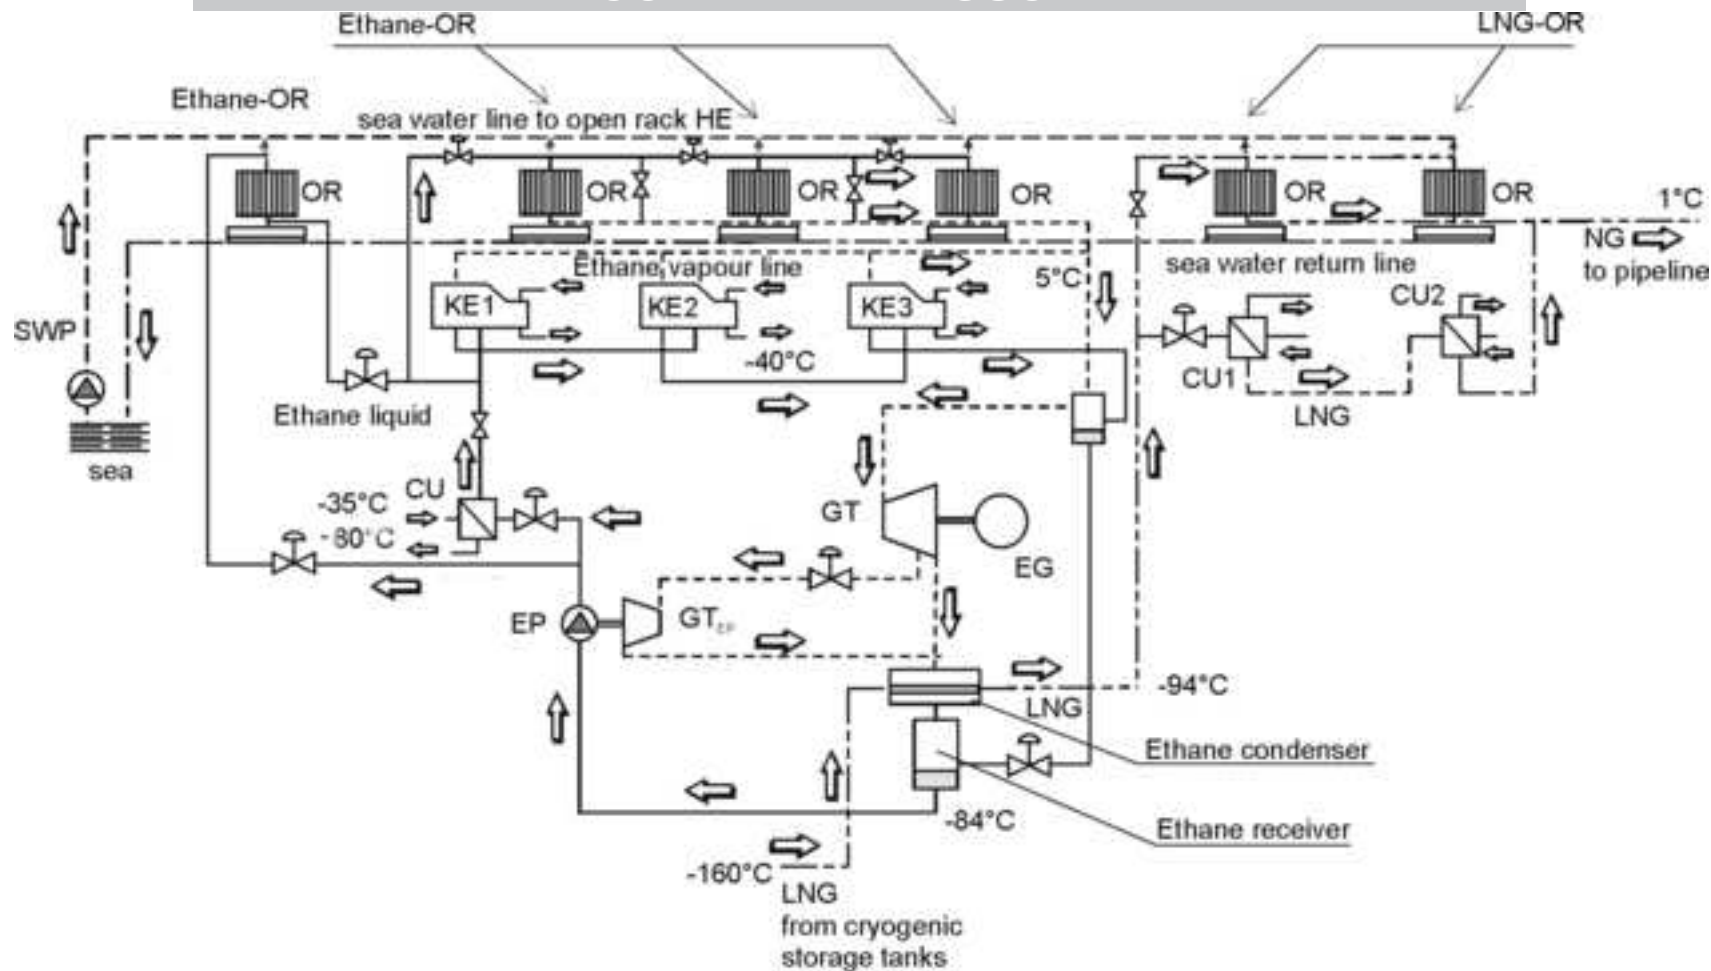 Ethane-OR
LNG-OR
Ethane-OR
sea water line to open rack HE
OR
OR
OR
OR
OR
OR
1°C
NG
to pipeline
Ethane vapour line
5°C
sea water return line
KE1
KE2
KE3
CU2
SWP
-40°C
CU1
LNG
Ethane liquid
sea
CU
-35°C
-80°C
GT
EG
EP
GT
-94°C
LNG
Ethane condenser
-84°C
Ethane receiver
-160°C
LNG
from cryogenic
storage tanks